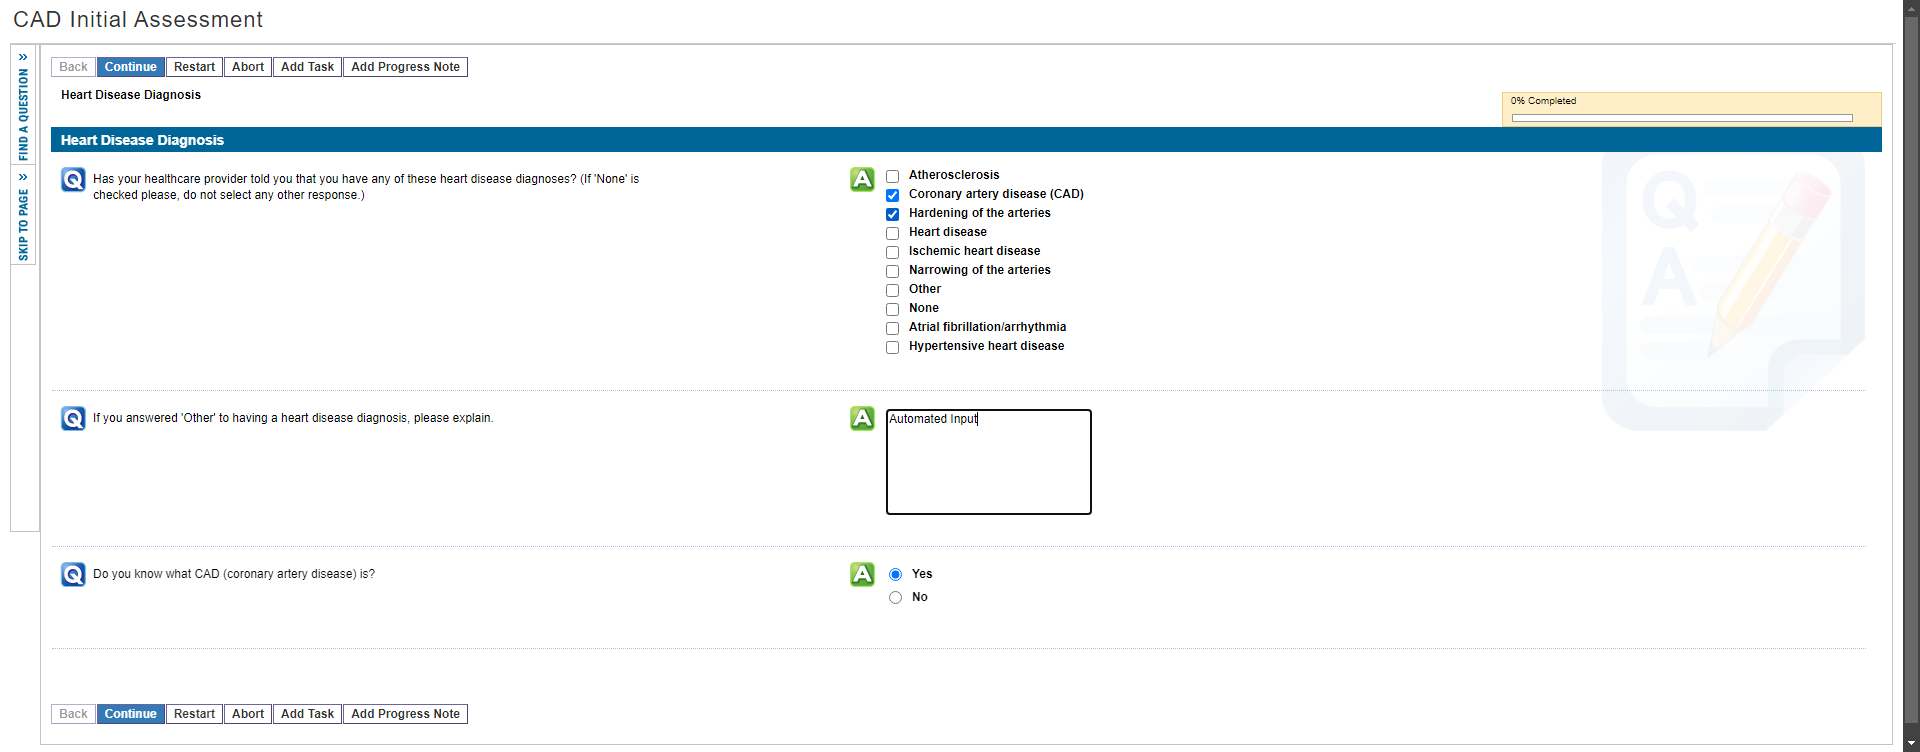 CAD Initial Assessment
FIND A QUESTION »
SKIP TO PAGE »
Back Continue Restart Abort Add Task Add Progress Note
Heart Disease Diagnosis
0% Completed
Heart Disease Diagnosis
Q Has your healthcare provider told you that you have any of these heart disease diagnoses? (If 'None' is
checked please, do not select any other response.)
A Atherosclerosis
Coronary artery disease (CAD)
Hardening of the arteries
Heart disease
Ischemic heart disease
Narrowing of the arteries
Other
None
Atrial fibrillation/arrhythmia
Hypertensive heart disease
Q
A
Q If you answered 'Other' to having a heart disease diagnosis, please explain.
A Automated Input
Q Do you know what CAD (coronary artery disease) is?
A Yes
No
Back Continue Restart Abort Add Task Add Progress Note